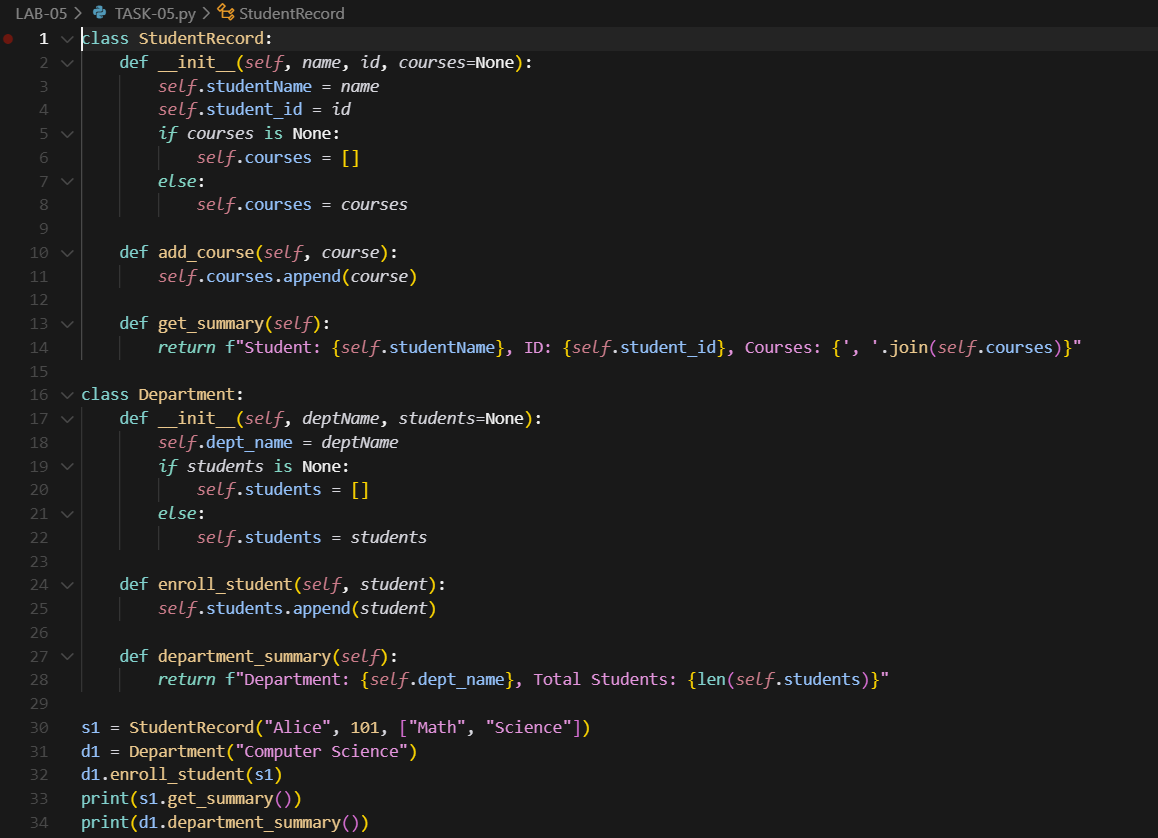 LAB-05 > TASK-05.py > StudentRecord
1 class StudentRecord:
2     def __init__(self, name, id, courses=None):
3         self.studentName = name
4         self.student_id = id
5         if courses is None:
6             self.courses = []
7         else:
8             self.courses = courses
9
10     def add_course(self, course):
11         self.courses.append(course)
12
13     def get_summary(self):
14         return f"Student: {self.studentName}, ID: {self.student_id}, Courses: {', '.join(self.courses)}"
15
16 class Department:
17     def __init__(self, deptName, students=None):
18         self.dept_name = deptName
19         if students is None:
20             self.students = []
21         else:
22             self.students = students
23
24     def enroll_student(self, student):
25         self.students.append(student)
26
27     def department_summary(self):
28         return f"Department: {self.dept_name}, Total Students: {len(self.students)}"
29
30 s1 = StudentRecord("Alice", 101, ["Math", "Science"])
31 d1 = Department("Computer Science")
32 d1.enroll_student(s1)
33 print(s1.get_summary())
34 print(d1.department_summary())